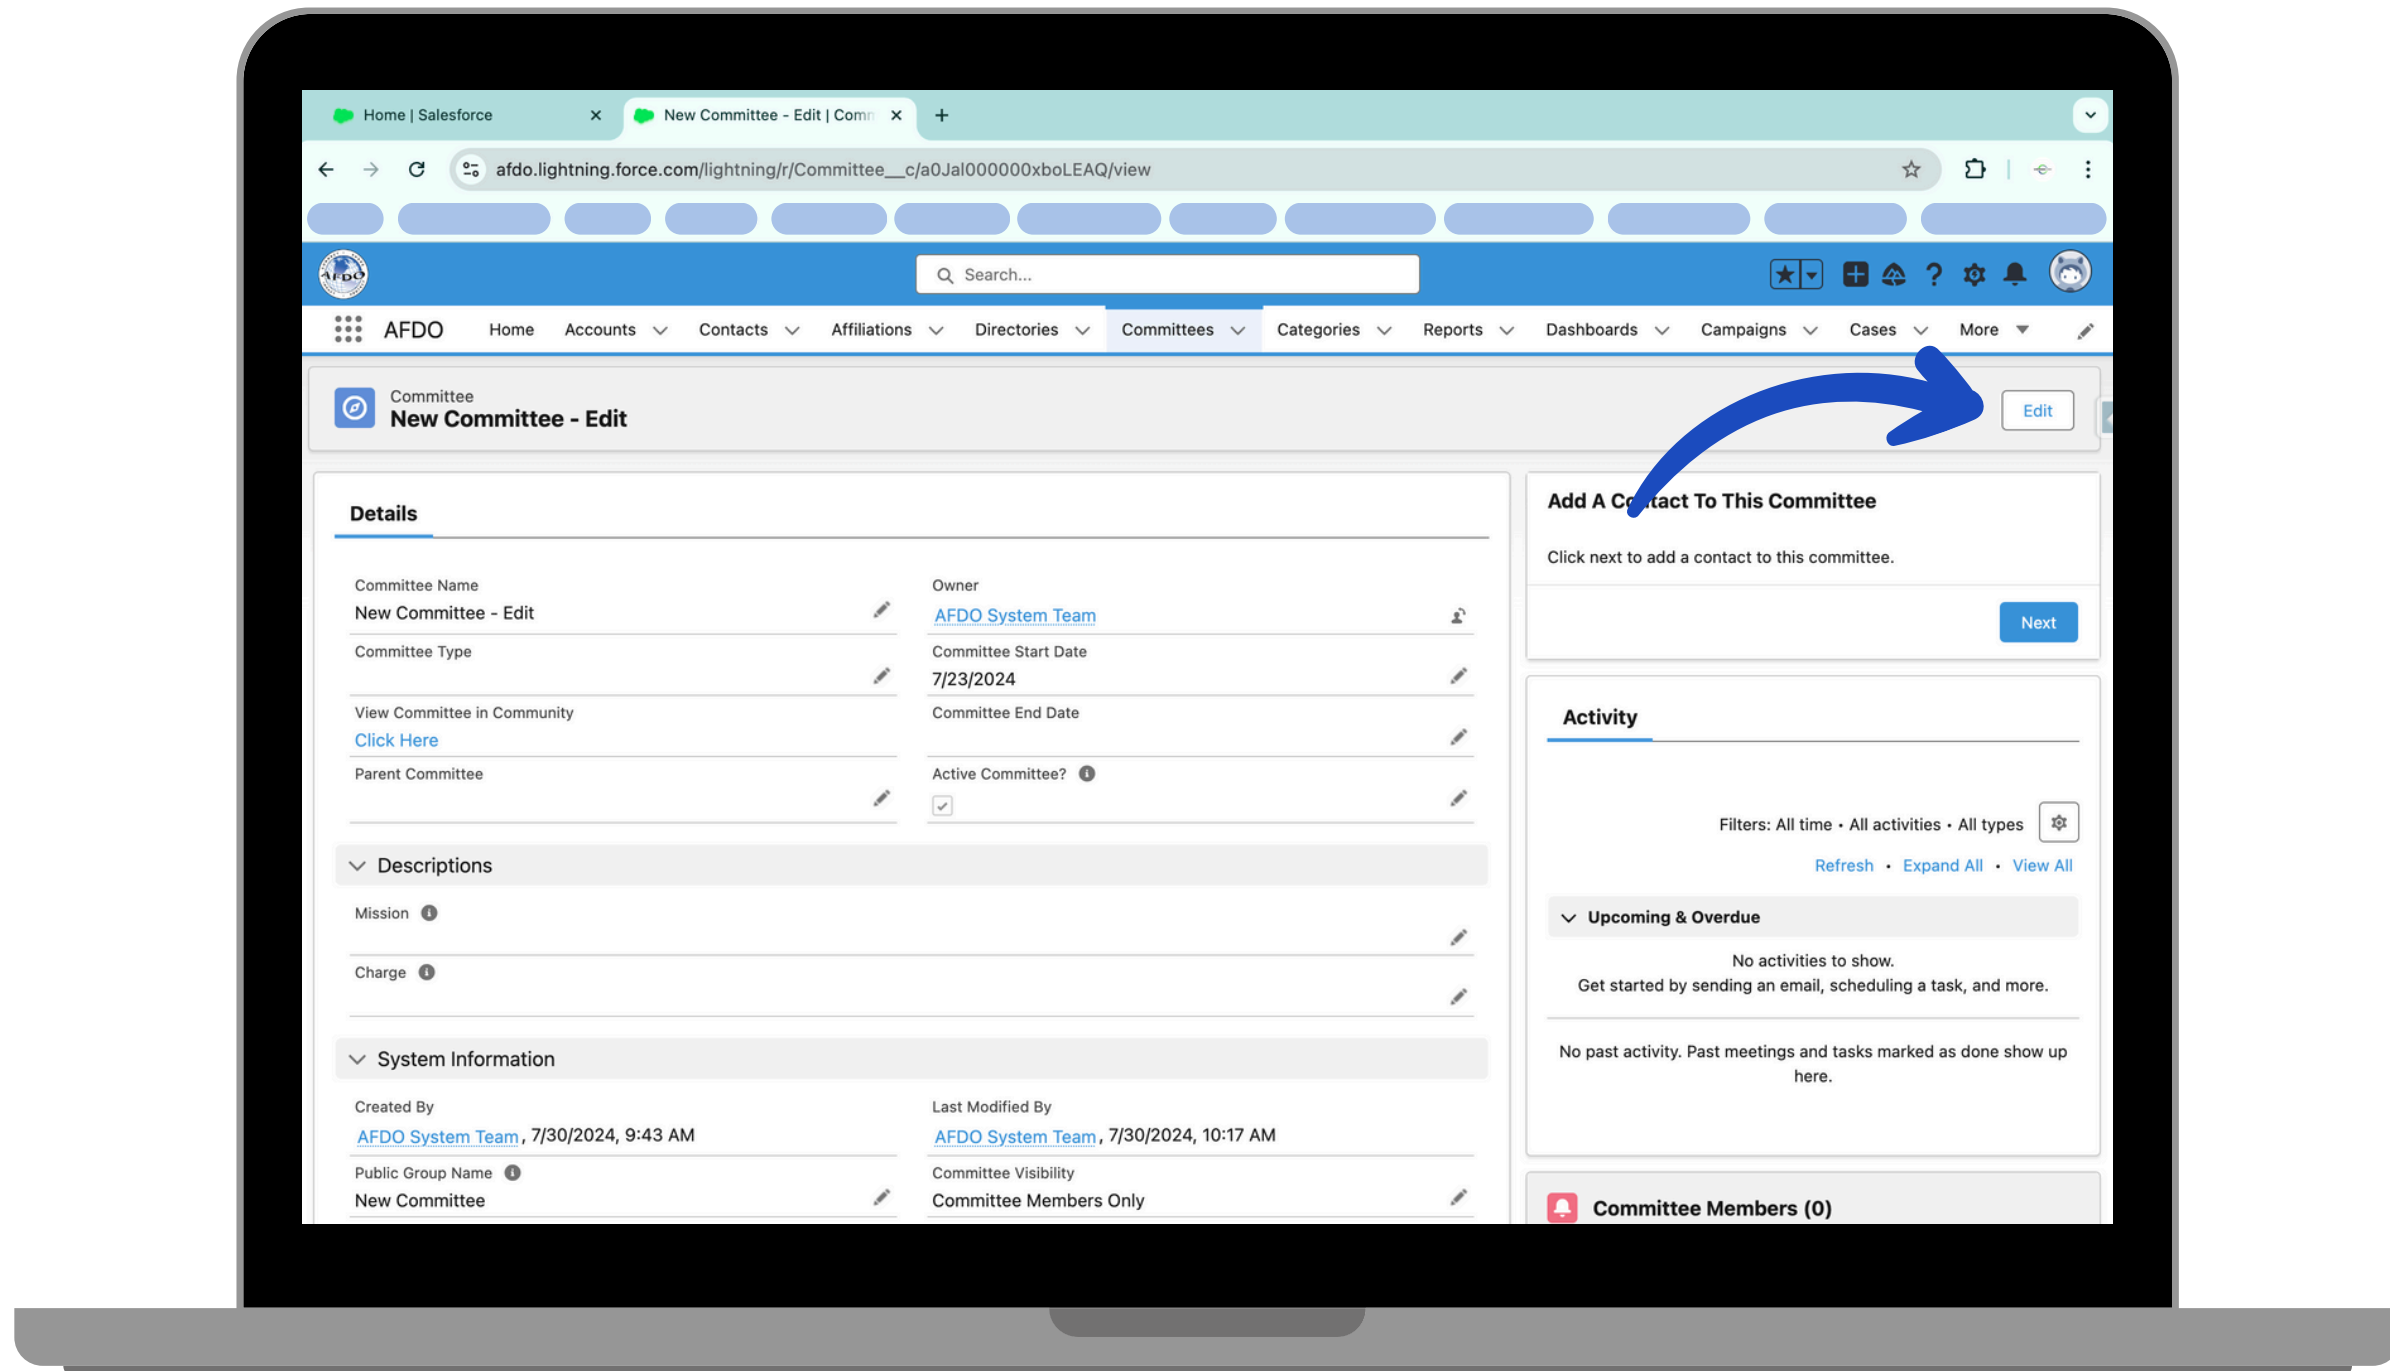 Home | Salesforce
New Committee - Edit | Comm
afdo.lightning.force.com/lightning/r/Committee__c/a0Jal000000xboLEAQ/view
AFDO
Search...
AFDO Home Accounts Contacts Affiliations Directories Committees Categories Reports Dashboards Campaigns Cases More
Committee
New Committee - Edit
Edit
Details
Committee Name
New Committee - Edit
Owner
AFDO System Team
Committee Type
Committee Start Date
7/23/2024
View Committee in Community
Click Here
Committee End Date
Parent Committee
Active Committee?
Descriptions
Mission
Charge
System Information
Created By
AFDO System Team, 7/30/2024, 9:43 AM
Last Modified By
AFDO System Team, 7/30/2024, 10:17 AM
Public Group Name
New Committee
Committee Visibility
Committee Members Only
Add A Contact To This Committee
Click next to add a contact to this committee.
Next
Activity
Filters: All time • All activities • All types
Refresh • Expand All • View All
Upcoming & Overdue
No activities to show.
Get started by sending an email, scheduling a task, and more.
No past activity. Past meetings and tasks marked as done show up
here.
Committee Members (0)